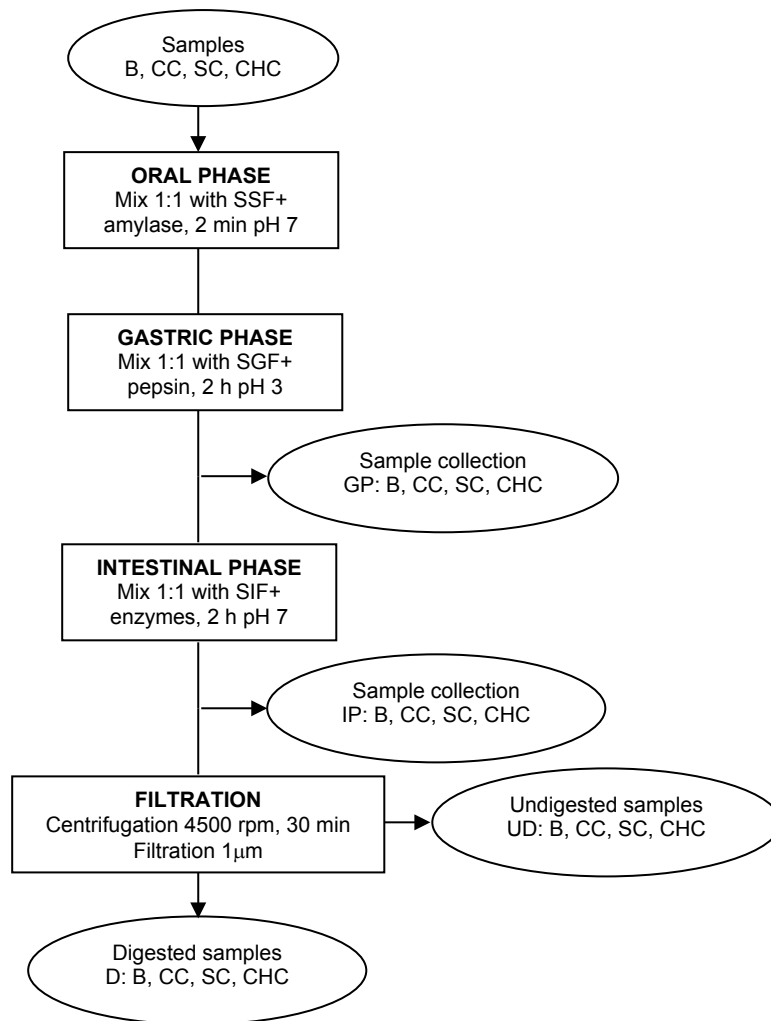 Samples
B, CC, SC, CHC
ORAL PHASE
Mix 1:1 with SSF+
amylase, 2 min pH 7
GASTRIC PHASE
Mix 1:1 with SGF+
pepsin, 2 h pH 3
Sample collection
GP: B, CC, SC, CHC
INTESTINAL PHASE
Mix 1:1 with SIF+
enzymes, 2 h pH 7
Sample collection
IP: B, CC, SC, CHC
FILTRATION
Centrifugation 4500 rpm, 30 min
Filtration 1μm
Undigested samples
UD: B, CC, SC, CHC
Digested samples
D: B, CC, SC, CHC